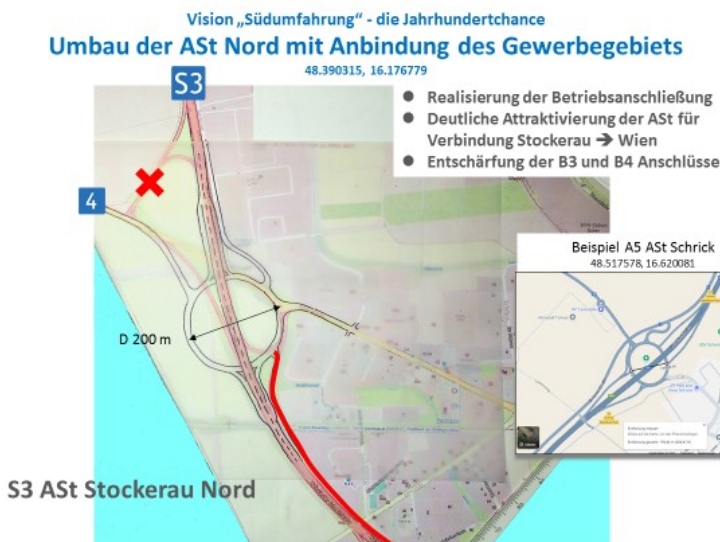 Vision „Südumfahrung“ - die Jahrhundertchance
Umbau der ASt Nord mit Anbindung des Gewerbegebiets
48.390315, 16.176779
S3
● Realisierung der Betriebsanschließung
● Deutliche Attraktivierung der ASt für
Verbindung Stockerau ➔ Wien
● Entschärfung der B3 und B4 Anschlüsse
4
Beispiel A5 ASt Schrick
48.517578, 16.620081
D 200 m
S3 ASt Stockerau Nord